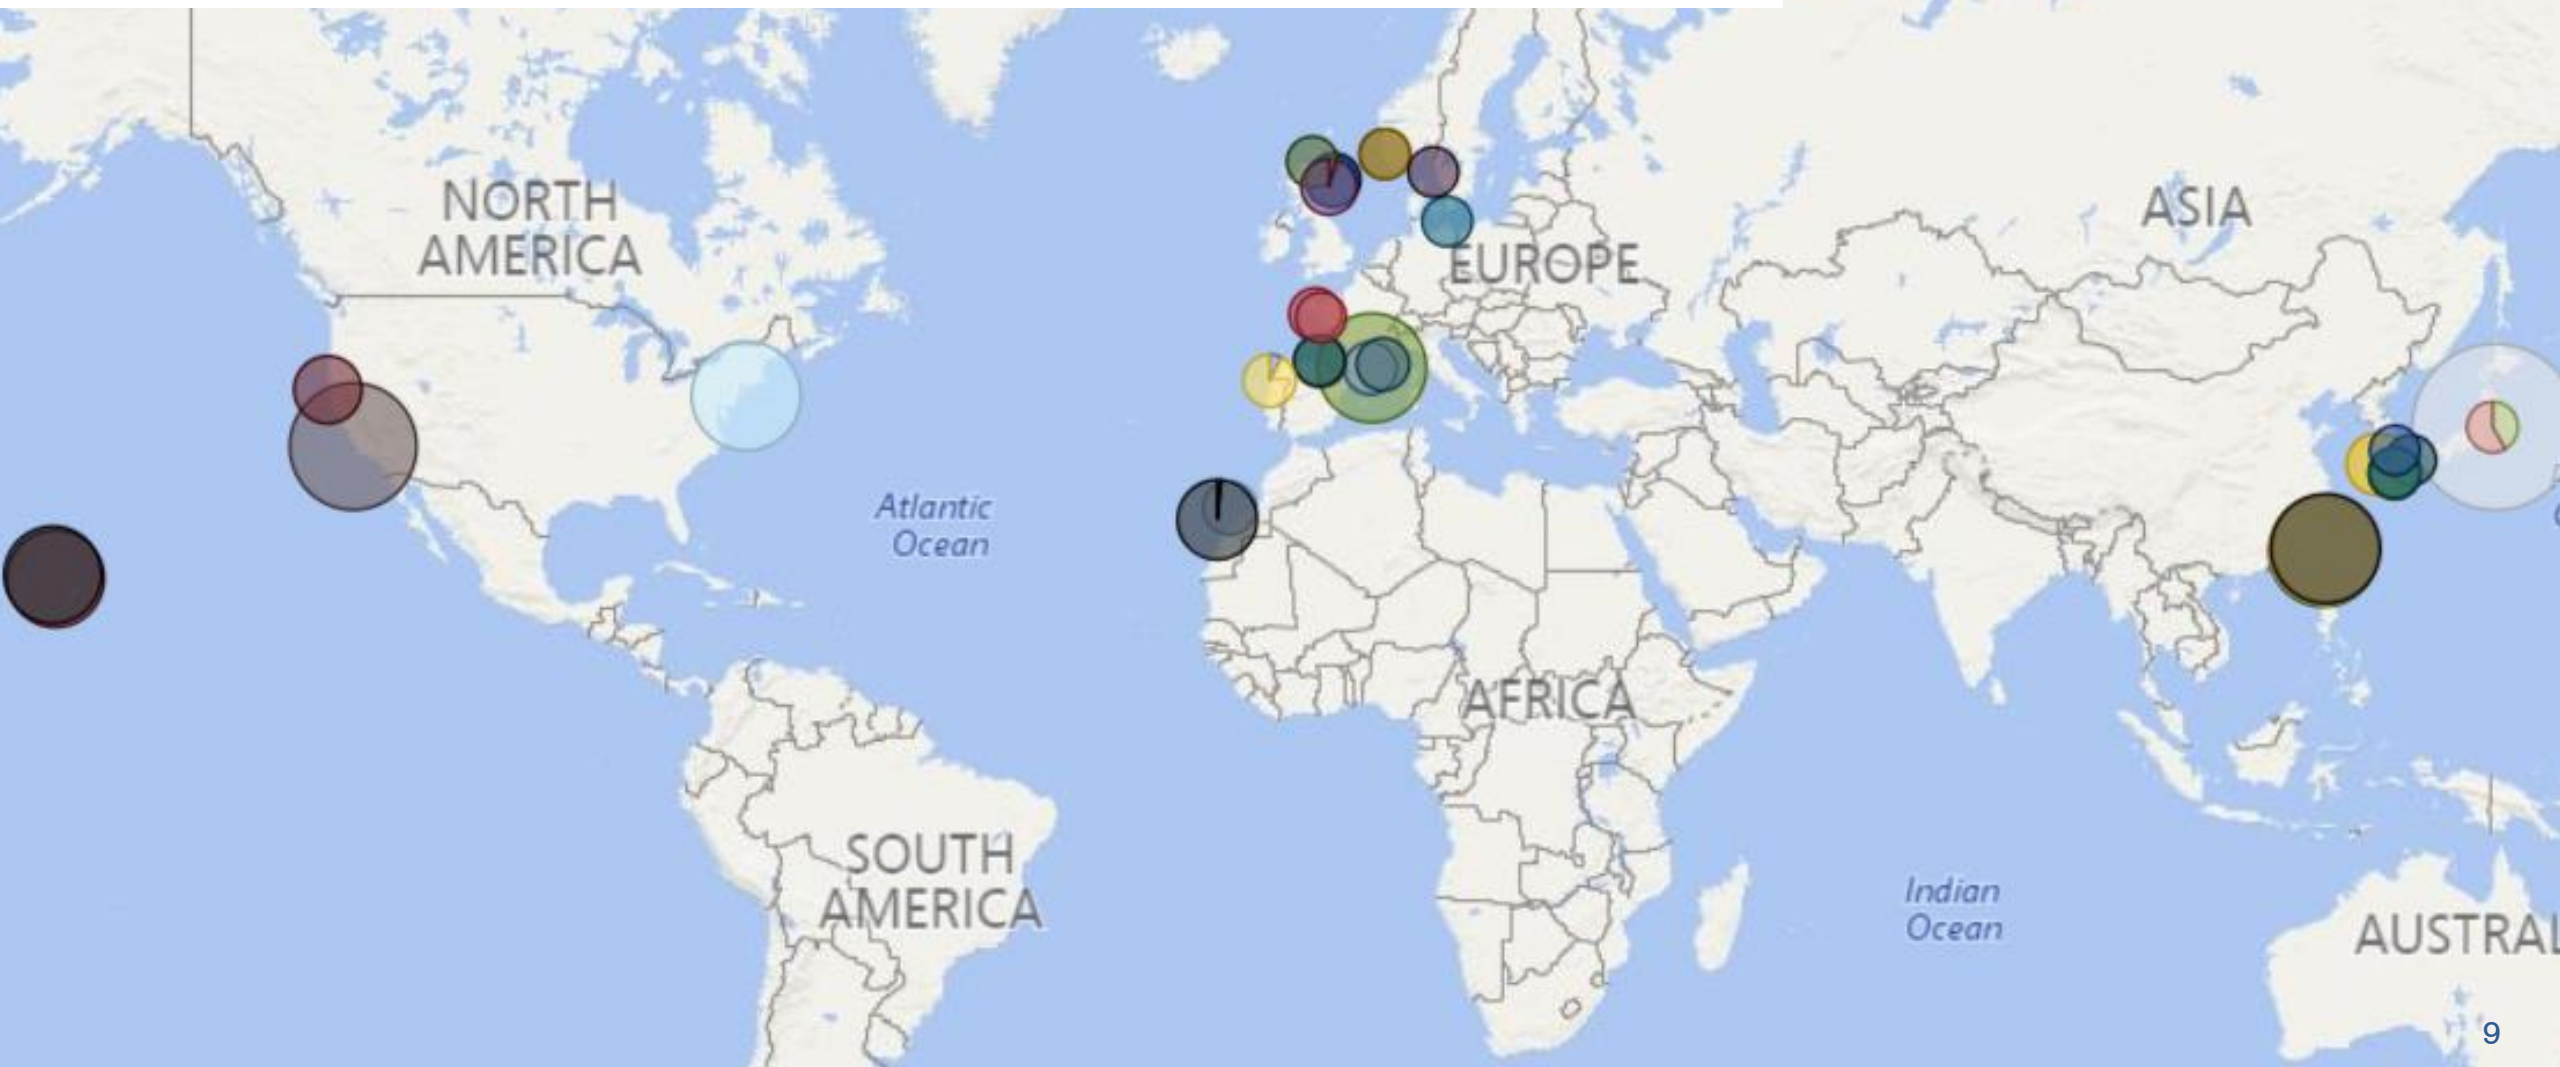 NORTH
AMERICA
ASIA
EUROPE
Atlantic
Ocean
AFRICA
SOUTH
AMERICA
Indian
Ocean
AUSTRAL
9